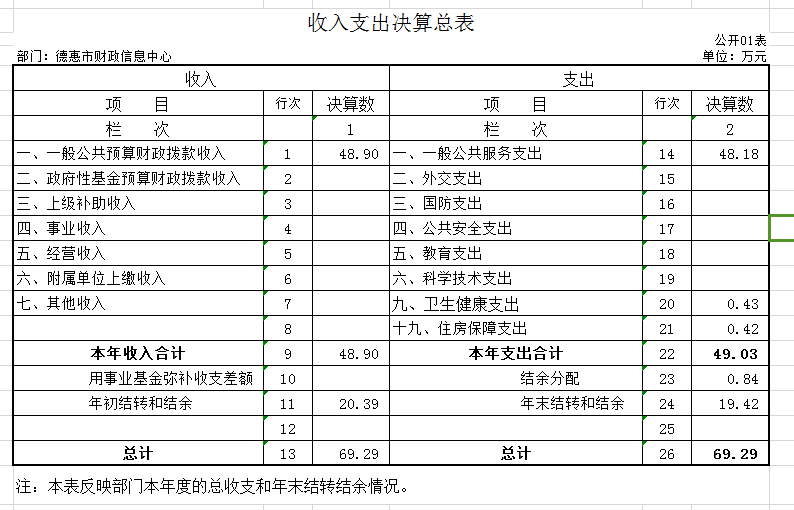 收入支出决算总表
公开01表
部门：德惠市财政信息中心 单位：万元
收入 支出
项 目 行次 决算数 项 目 行次 决算数
栏 次 1 栏 次 2
一、一般公共预算财政拨款收入 1 48.90 一、一般公共服务支出 14 48.18
二、政府性基金预算财政拨款收入 2 二、外交支出 15
三、上级补助收入 3 三、国防支出 16
四、事业收入 4 四、公共安全支出 17
五、经营收入 5 五、教育支出 18
六、附属单位上缴收入 6 六、科学技术支出 19
七、其他收入 7 九、卫生健康支出 20 0.43
8 十九、住房保障支出 21 0.42
本年收入合计 9 48.90 本年支出合计 22 49.03
用事业基金弥补收支差额 10 结余分配 23 0.84
年初结转和结余 11 20.39 年末结转和结余 24 19.42
12 25
总计 13 69.29 总计 26 69.29
注：本表反映部门本年度的总收支和年末结转结余情况。